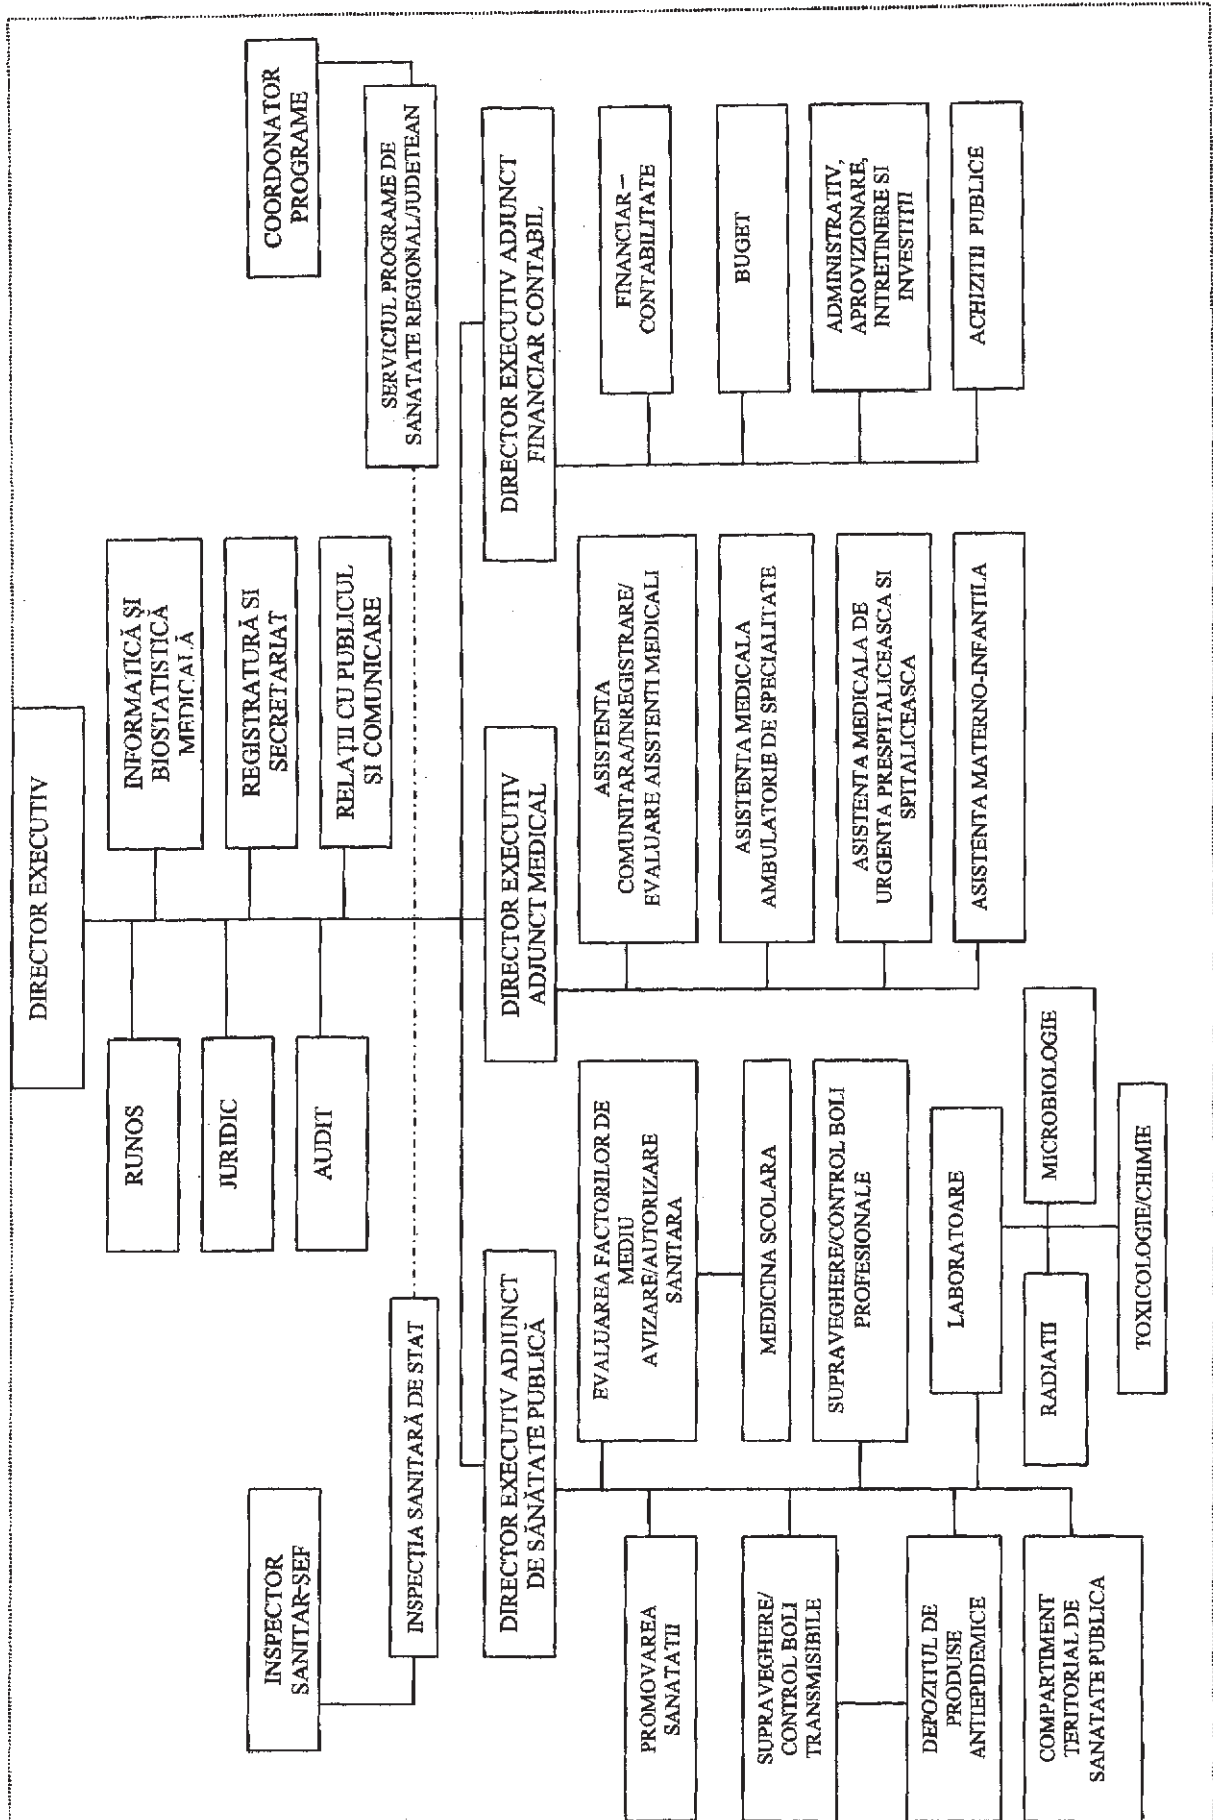 DIRECTOR EXECUTIV
RUNOS
JURIDIC
AUDIT
INFORMATICĂ ŞI
BIOSTATISTICĂ
MEDICALĂ
REGISTRATURĂ SI
SECRETARIAT
RELAŢII CU PUBLICUL
ŞI COMUNICARE
INSPECTOR
SANITAR-ŞEF
INSPECŢIA SANITARĂ DE STAT
COORDONATOR
PROGRAME
SERVICIUL PROGRAME DE
SANATATE REGIONAL/JUDETEAN
DIRECTOR EXECUTIV ADJUNCT
DE SĂNĂTATE PUBLICĂ
PROMOVAREA
SANATATII
SUPRAVEGHERE/
CONTROL BOLI
TRANSMISIBILE
DEPOZITUL DE
PRODUSE
ANTIEPIDEMICE
COMPARTIMENT
TERITORIAL DE
SANATATE PUBLICA
EVALUAREA FACTORILOR DE
MEDIU
AVIZARE/AUTORIZARE
SANITARA
MEDICINA SCOLARA
SUPRAVEGHERE/CONTROL BOLI
PROFESIONALE
LABORATOARE
RADIATII
MICROBIOLOGIE
TOXICOLOGIE/CHIMIE
DIRECTOR EXECUTIV
ADJUNCT MEDICAL
ASISTENTA
COMUNITARA/INREGISTRARE/
EVALUARE AISSTENTI MEDICALI
ASISTENTA MEDICALA
AMBULATORIE DE SPECIALITATE
ASISTENTA MEDICALA DE
URGENTA PRESPITALICEASCA SI
SPITALICEASCA
ASISTENTA MATERNO-INFANTILA
DIRECTOR EXECUTIV ADJUNCT
FINANCIAR CONTABIL
FINANCIAR –
CONTABILITATE
BUGET
ADMINISTRATIV,
APROVIZIONARE,
INTRETINERE SI
INVESTITII
ACHIZITII PUBLICE